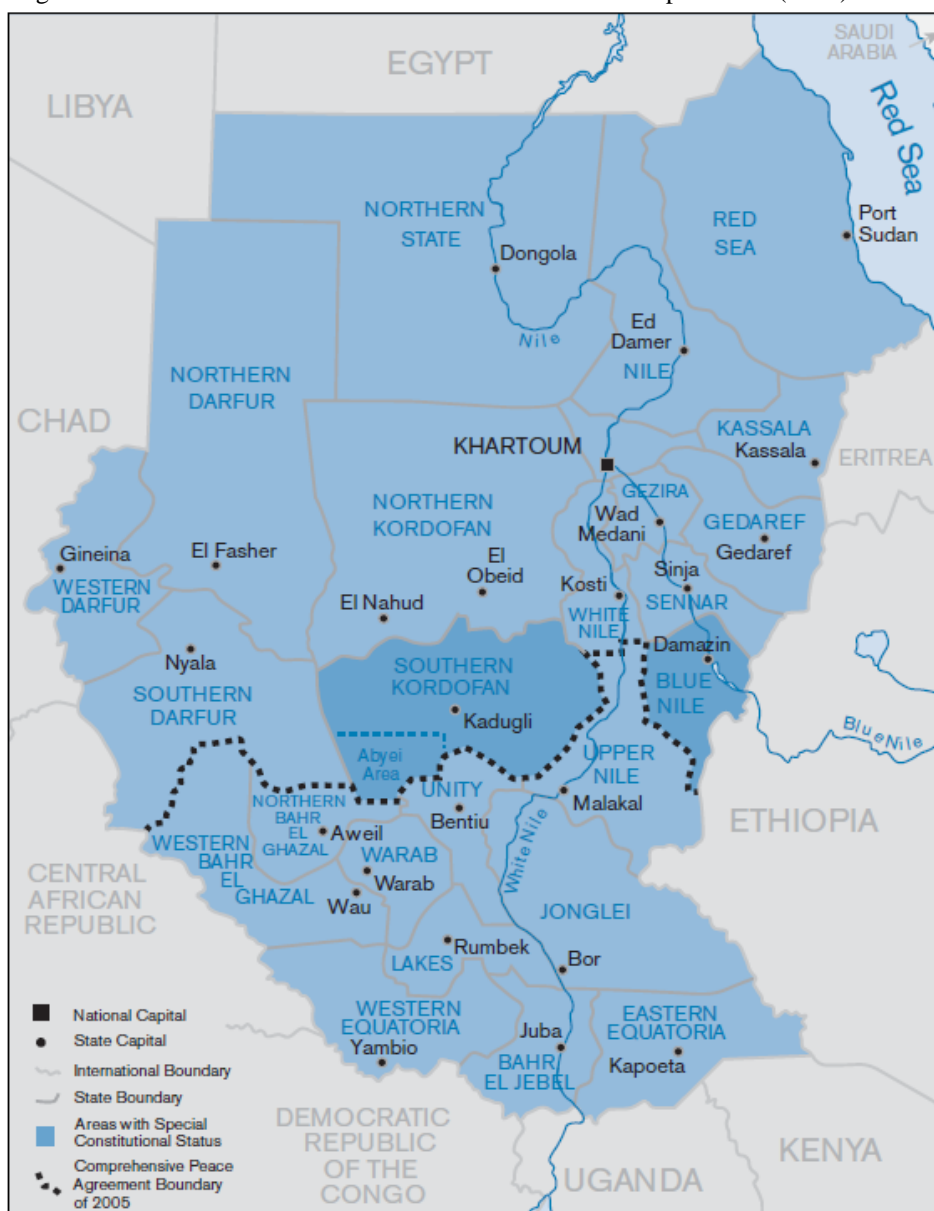 SAUDI
ARABIA
EGYPT
LIBYA
Red Sea
NORTHERN
STATE
RED
SEA
Port
Sudan
Dongola
Nile
Ed
Damer
NILE
NORTHERN
DARFUR
CHAD
KASSALA
Kassala
KHARTOUM
ERITREA
GEZIRA
NORTHERN
KORDOFAN
Wad
Medani
GEDAREF
Gedaref
Gineina
El Fasher
El
Obeid
Sinja
WESTERN
DARFUR
Kosti
SENNAR
El Nahud
WHITE
NILE
Damazin
Nyala
SOUTHERN
KORDOFAN
BLUE
NILE
SOUTHERN
DARFUR
Kadugli
Blue Nile
Abyei
Area
UPPER
NILE
UNITY
Malakal
NORTHERN
BAHR
EL
GHAZAL
Bentiu
ETHIOPIA
Aweil
WESTERN
BAHR
EL
GHAZAL
WARAB
Warab
White Nile
CENTRAL
AFRICAN
REPUBLIC
Wau
JONGLEI
Rumbek
LAKES
Bor
WESTERN
EQUATORIA
EASTERN
EQUATORIA
Yambio
Juba
BAHR
EL JEBEL
Kapoeta
DEMOCRATIC
REPUBLIC
OF THE
CONGO
UGANDA
KENYA
National Capital
State Capital
International Boundary
State Boundary
Areas with Special
Constitutional Status
Comprehensive Peace
Agreement Boundary
of 2005